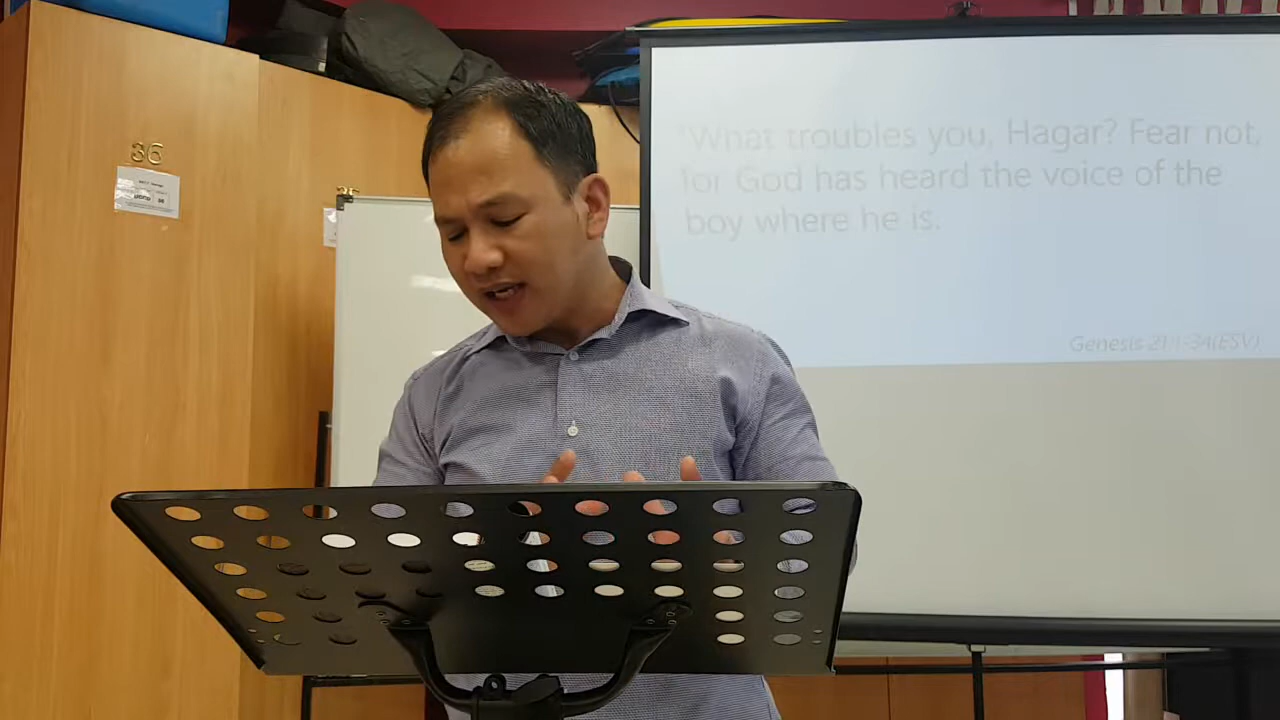 36
"What troubles you, Hagar? Fear not,
for God has heard the voice of the
boy where he is.
Genesis 21:1-34(ESV)